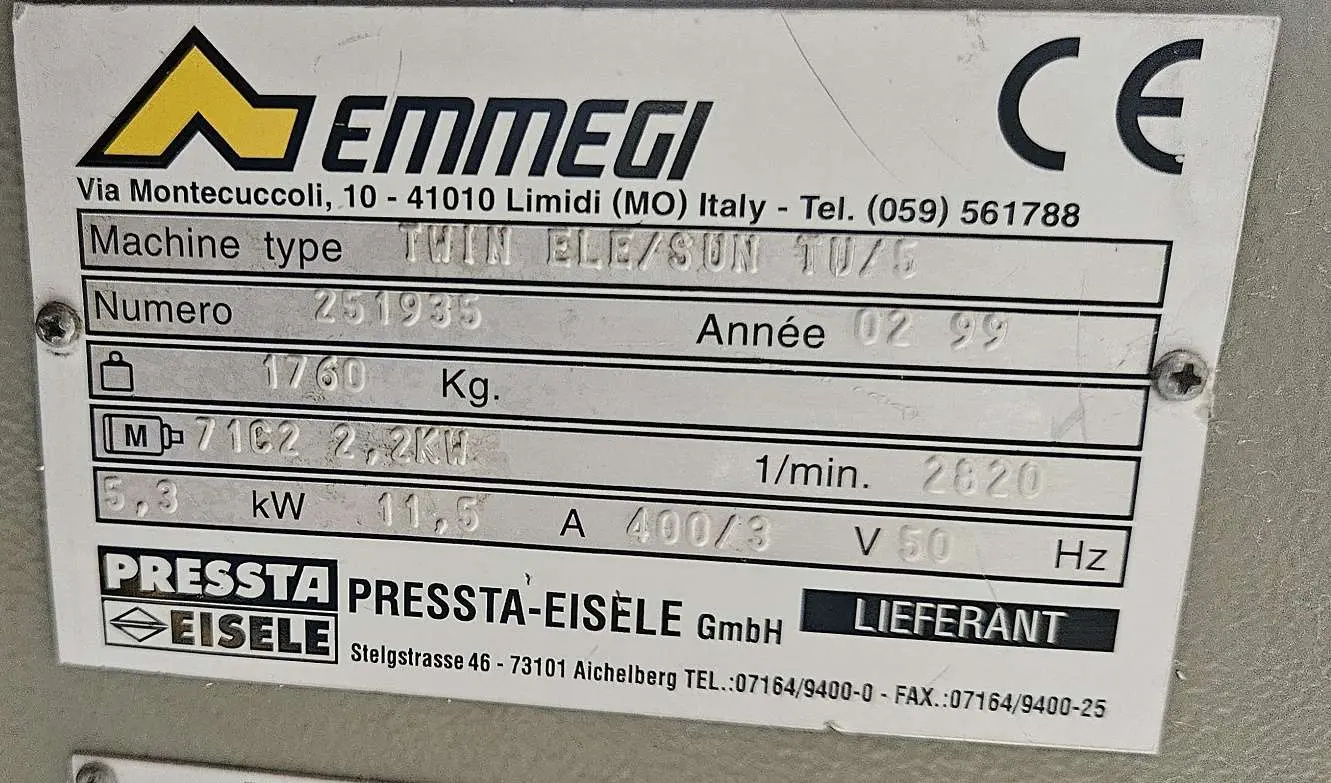 EMMEGI CE
Via Montecuccoli, 10 - 41010 Limidi (MO) Italy - Tel. (059) 561788
Machine type TWIN ELE/SUN TU/5
Numero 251935 Année 02 99
1760 Kg.
M 71C2 2,2KW 1/min. 2820
5,3 kW 11,5 A 400/3 V 50 Hz
PRESSTA EISELE PRESSTA-EISELE GmbH LIEFERANT
Stelgstrasse 46 - 73101 Aichelberg TEL.:07164/9400-0 - FAX.:07164/9400-25